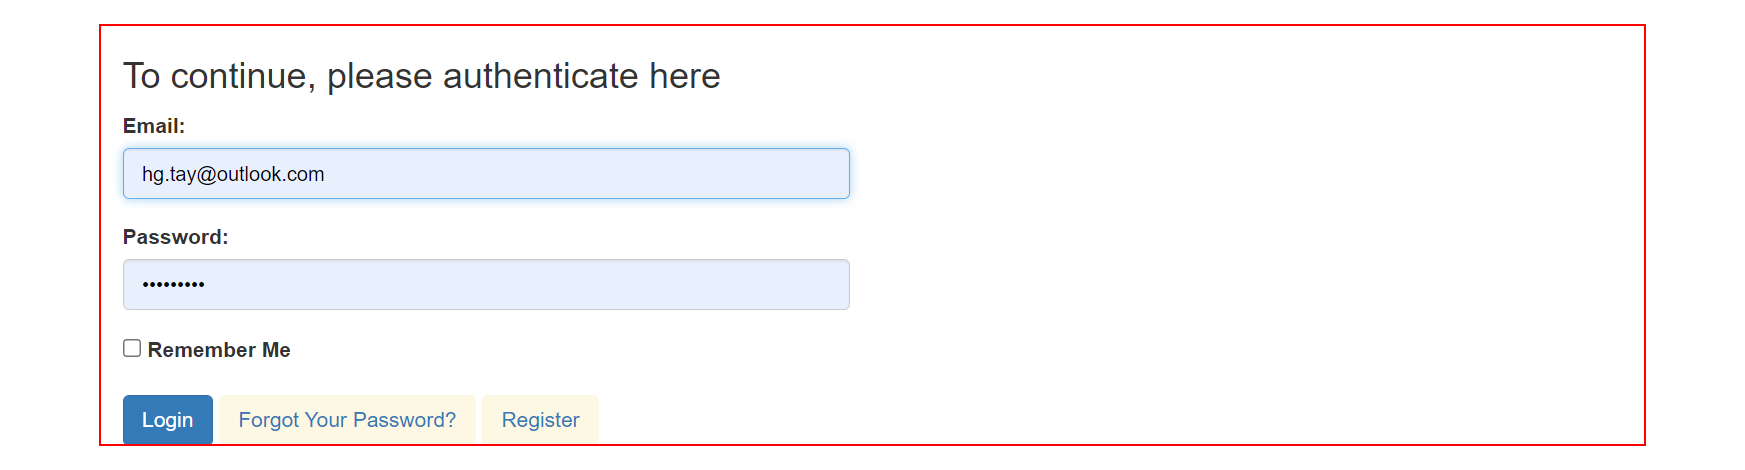 To continue, please authenticate here
Email:
hg.tay@outlook.com
Password:
•••••••••
Remember Me
Login Forgot Your Password? Register